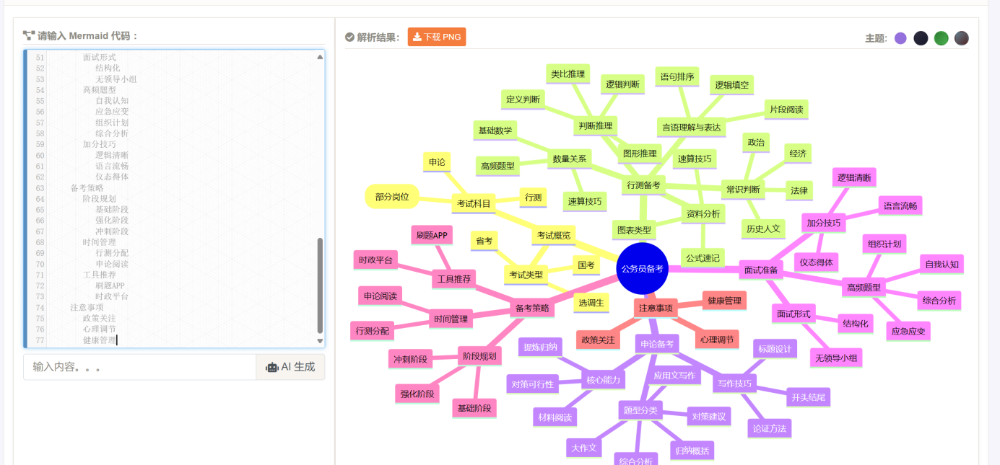 请输入 Mermaid 代码：
51 面试形式
52 结构化
53 无领导小组
54 高频题型
55 自我认知
56 应急应变
57 组织计划
58 综合分析
59 加分技巧
60 逻辑清晰
61 语言流畅
62 仪态得体
63 备考策略
64 阶段规划
65 基础阶段
66 强化阶段
67 冲刺阶段
68 时间管理
69 行测分配
70 申论阅读
71 工具推荐
72 刷题APP
73 时政平台
74 注意事项
75 政策关注
76 心理调节
77 健康管理
输入内容。。。
AI 生成
解析结果：
下载 PNG
主题:
类比推理
逻辑判断
语句排序
逻辑填空
定义判断
片段阅读
判断推理
言语理解与表达
基础数学
政治
图形推理
经济
数量关系
速算技巧
申论
高频题型
逻辑清晰
行测备考
常识判断
法律
部分岗位
考试科目
行测
速算技巧
语言流畅
资料分析
加分技巧
图表类型
历史人文
刷题APP
省考
考试概览
组织计划
时政平台
公式速记
仪态得体
自我认知
国考
公务员备考
面试准备
考试类型
工具推荐
高频题型
申论阅读
选调生
健康管理
综合分析
备考策略
注意事项
面试形式
时间管理
结构化
行测分配
应急应变
政策关注
心理调节
提炼归纳
申论备考
标题设计
冲刺阶段
阶段规划
无领导小组
应用文写作
核心能力
对策可行性
写作技巧
强化阶段
开头结尾
基础阶段
题型分类
材料阅读
对策建议
论证方法
大作文
归纳概括
综合分析